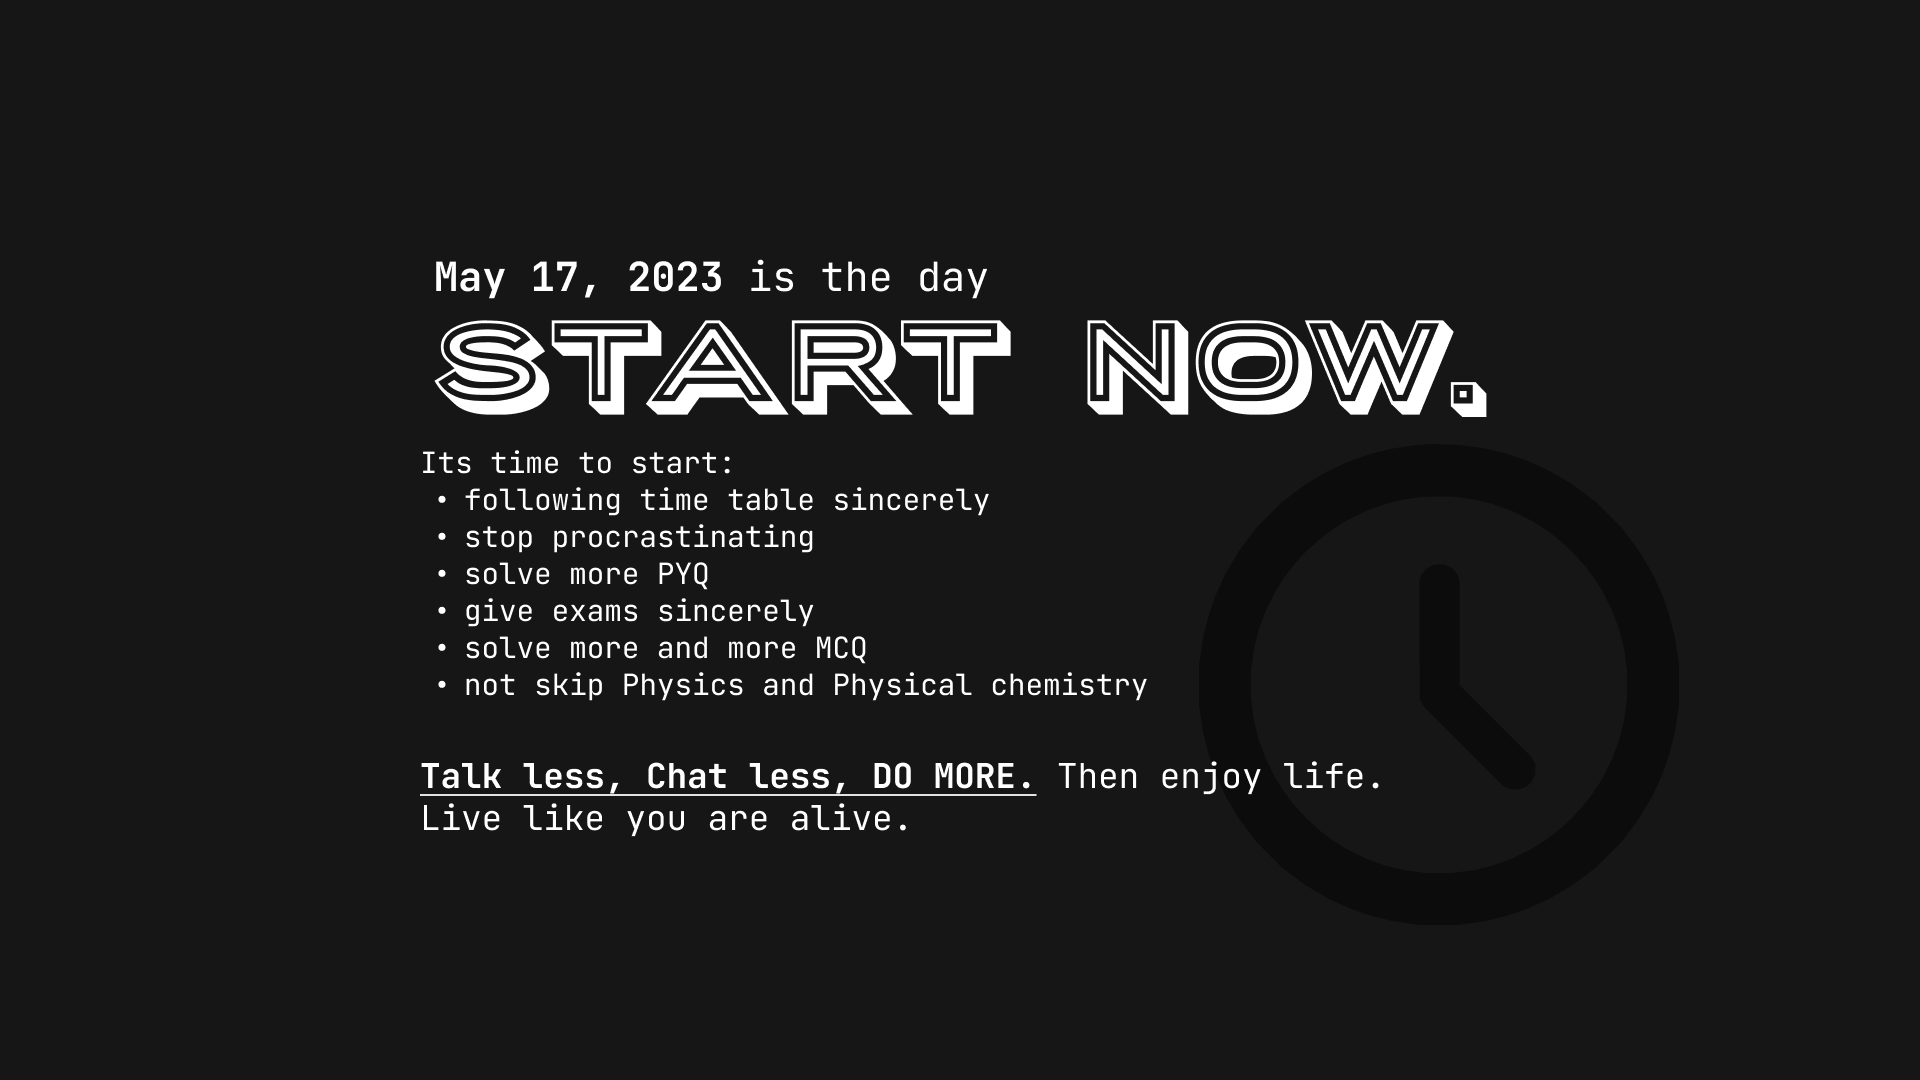 May 17, 2023 is the day
START NOW.
Its time to start:
• following time table sincerely
• stop procrastinating
• solve more PYQ
• give exams sincerely
• solve more and more MCQ
• not skip Physics and Physical chemistry
Talk less, Chat less, DO MORE. Then enjoy life.
Live like you are alive.